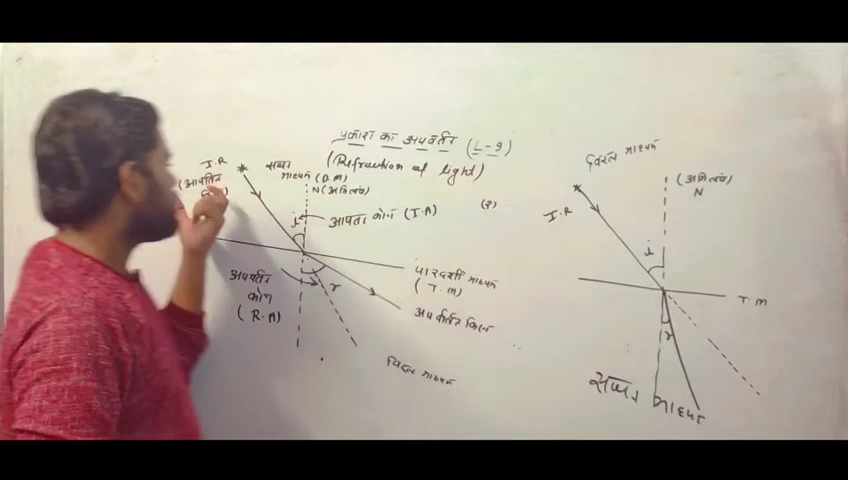 प्रकाश का अपवर्तन (L-9)
(Refraction of light)
I.R
(आपतित
सघन
माध्यम (D.M)
N (अभिलंब)
i
आपतन कोण (I.A)
(२)
पारदर्शी माध्यम
(T.M)
अपवर्तन
कोण
(R.A)
r
अपवर्तित किरण
विरल माध्यम
विरल माध्यम
(अभिलंब)
N
I.R
i
T.M
r
सघन माध्यम